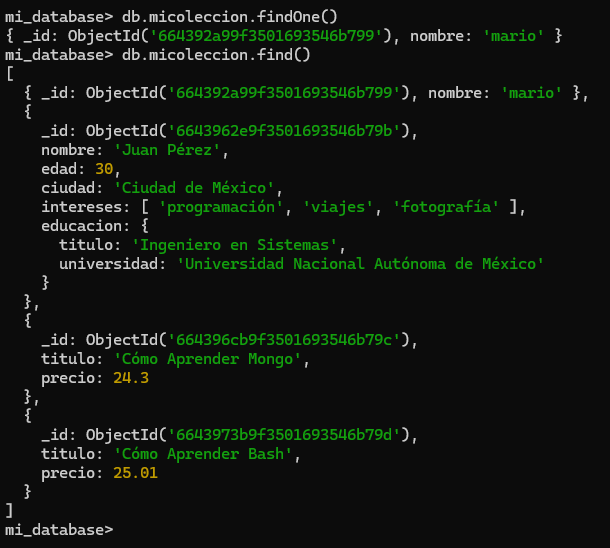 mi_database> db.micoleccion.findOne()
{ _id: ObjectId('664392a99f3501693546b799'), nombre: 'mario' }
mi_database> db.micoleccion.find()
[
  { _id: ObjectId('664392a99f3501693546b799'), nombre: 'mario' },
  {
    _id: ObjectId('6643962e9f3501693546b79b'),
    nombre: 'Juan Pérez',
    edad: 30,
    ciudad: 'Ciudad de México',
    intereses: [ 'programación', 'viajes', 'fotografía' ],
    educacion: {
      titulo: 'Ingeniero en Sistemas',
      universidad: 'Universidad Nacional Autónoma de México'
    }
  },
  {
    _id: ObjectId('664396cb9f3501693546b79c'),
    titulo: 'Cómo Aprender Mongo',
    precio: 24.3
  },
  {
    _id: ObjectId('6643973b9f3501693546b79d'),
    titulo: 'Cómo Aprender Bash',
    precio: 25.01
  }
]
mi_database>